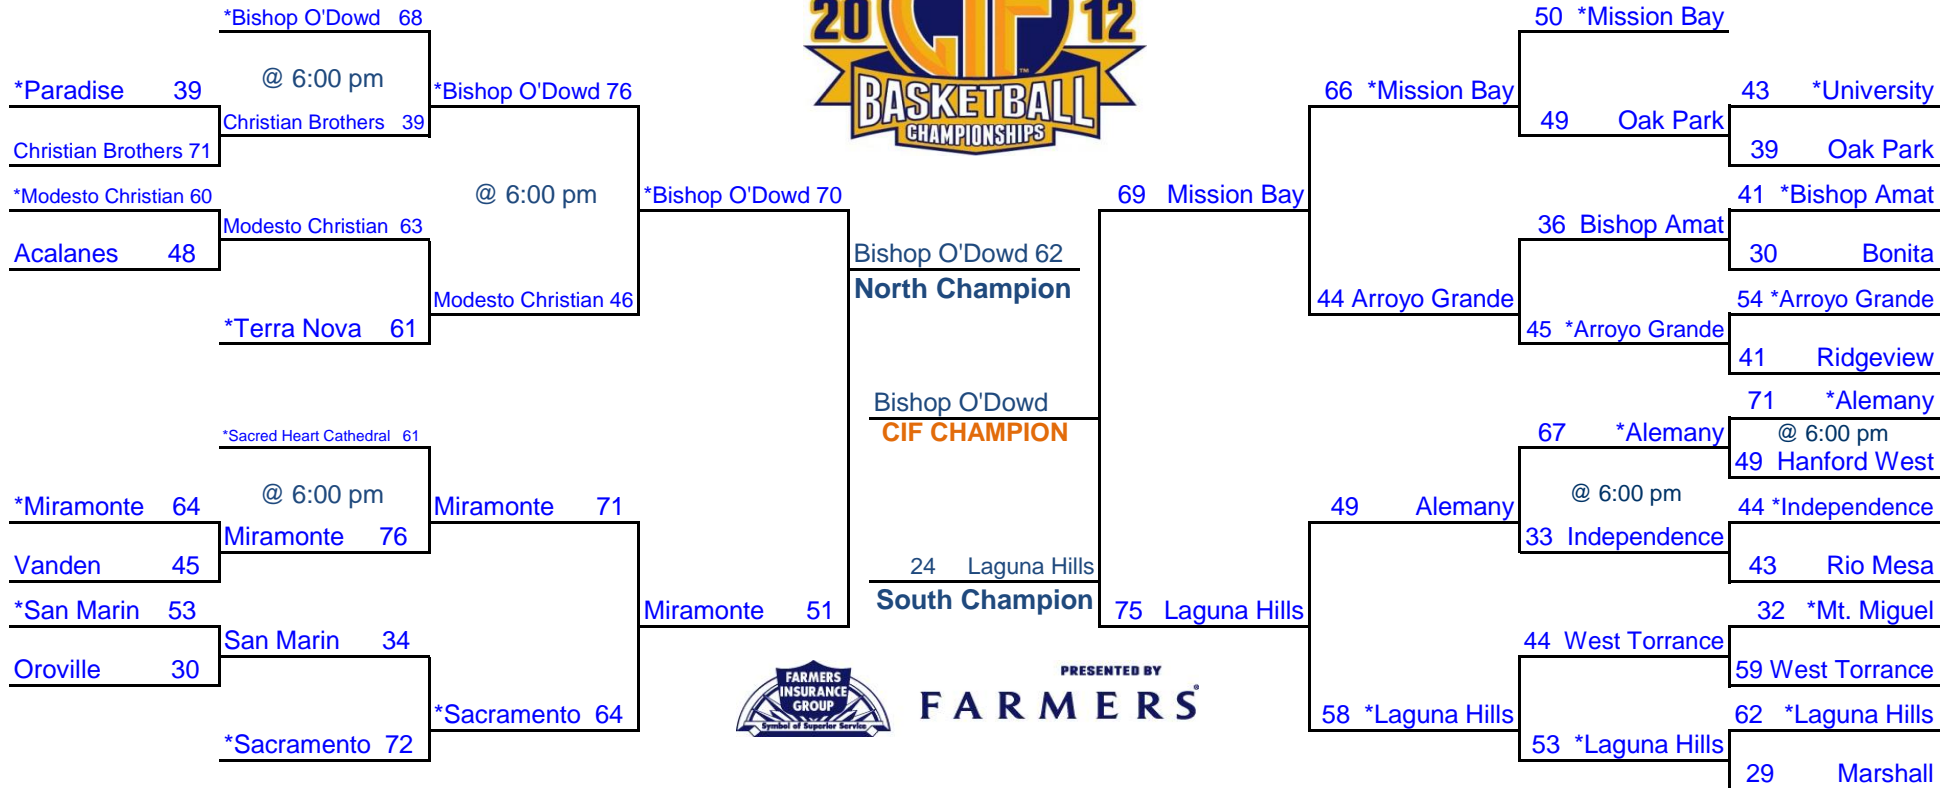 *Bishop O'Dowd 68
@ 6:00 pm
*Paradise 39
Christian Brothers 39
Christian Brothers 71
*Bishop O'Dowd 76
*Modesto Christian 60
@ 6:00 pm
Modesto Christian 63
Acalanes 48
Modesto Christian 46
*Terra Nova 61
*Bishop O'Dowd 70
*Sacred Heart Cathedral 61
@ 6:00 pm
*Miramonte 64
Miramonte 76
Vanden 45
Miramonte 71
*San Marin 53
San Marin 34
Oroville 30
*Sacramento 64
*Sacramento 72
Miramonte 51
20 CIF 12
™
BASKETBALL
CHAMPIONSHIPS
Bishop O'Dowd 62
North Champion
Bishop O'Dowd
CIF CHAMPION
24 Laguna Hills
South Champion
FARMERS
INSURANCE
GROUP
Symbol of Superior Service
PRESENTED BY
FARMERS®
69 Mission Bay
75 Laguna Hills
66 *Mission Bay
44 Arroyo Grande
49 Alemany
58 *Laguna Hills
50 *Mission Bay
49 Oak Park
36 Bishop Amat
45 *Arroyo Grande
67 *Alemany
@ 6:00 pm
33 Independence
44 West Torrance
53 *Laguna Hills
43 *University
39 Oak Park
41 *Bishop Amat
30 Bonita
54 *Arroyo Grande
41 Ridgeview
71 *Alemany
@ 6:00 pm
49 Hanford West
44 *Independence
43 Rio Mesa
32 *Mt. Miguel
59 West Torrance
62 *Laguna Hills
29 Marshall